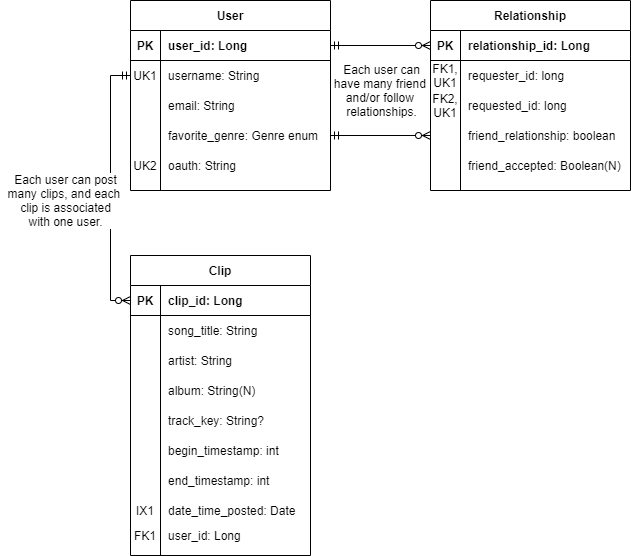 User
PK user_id: Long
UK1 username: String
email: String
favorite_genre: Genre enum
UK2 oauth: String
Each user can
have many friend
and/or follow
relationships.
Relationship
PK relationship_id: Long
FK1,
UK1 requester_id: long
FK2,
UK1 requested_id: long
friend_relationship: boolean
friend_accepted: Boolean(N)
Each user can post
many clips, and each
clip is associated
with one user.
Clip
PK clip_id: Long
song_title: String
artist: String
album: String(N)
track_key: String?
begin_timestamp: int
end_timestamp: int
IX1 date_time_posted: Date
FK1 user_id: Long